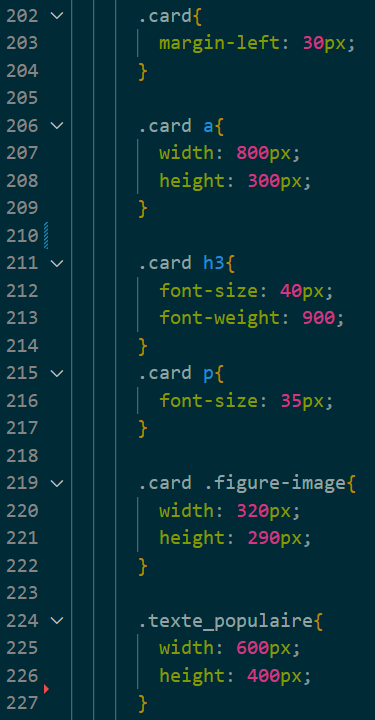 202 .card{
203 margin-left: 30px;
204 }
205
206 .card a{
207 width: 800px;
208 height: 300px;
209 }
210
211 .card h3{
212 font-size: 40px;
213 font-weight: 900;
214 }
215 .card p{
216 font-size: 35px;
217 }
218
219 .card .figure-image{
220 width: 320px;
221 height: 290px;
222 }
223
224 .texte_populaire{
225 width: 600px;
226 height: 400px;
227 }